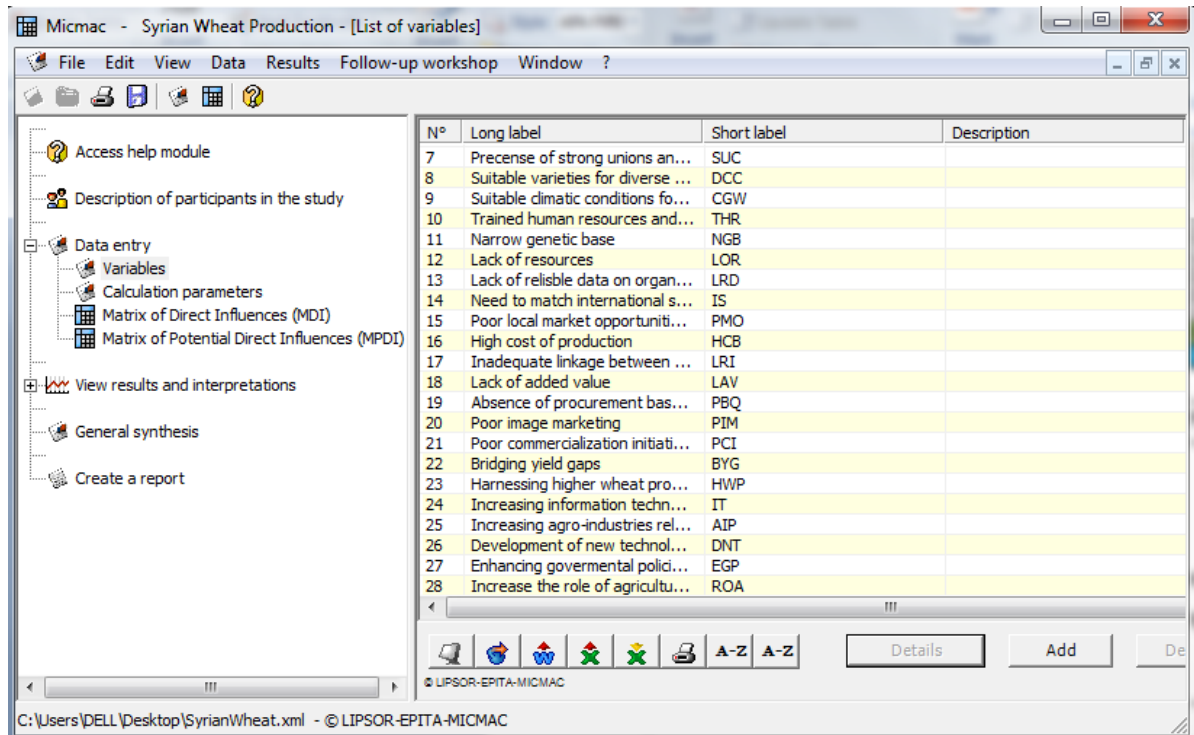 Micmac - Syrian Wheat Production - [List of variables]
File Edit View Data Results Follow-up workshop Window ?
Access help module
Description of participants in the study
Data entry
Variables
Calculation parameters
Matrix of Direct Influences (MDI)
Matrix of Potential Direct Influences (MPDI)
View results and interpretations
General synthesis
Create a report
N° Long label Short label Description
7 Precense of strong unions an... SUC
8 Suitable varieties for diverse ... DCC
9 Suitable climatic conditions fo... CGW
10 Trained human resources and... THR
11 Narrow genetic base NGB
12 Lack of resources LOR
13 Lack of relisble data on organ... LRD
14 Need to match international s... IS
15 Poor local market opportuniti... PMO
16 High cost of production HCB
17 Inadequate linkage between ... LRI
18 Lack of added value LAV
19 Absence of procurement bas... PBQ
20 Poor image marketing PIM
21 Poor commercialization initiati... PCI
22 Bridging yield gaps BYG
23 Harnessing higher wheat pro... HWP
24 Increasing information techn... IT
25 Increasing agro-industries rel... AIP
26 Development of new technol... DNT
27 Enhancing govermental polici... EGP
28 Increase the role of agricultu... ROA
A-Z A-Z Details Add De
© LIPSOR-EPITA-MICMAC
C:\Users\DELL\Desktop\SyrianWheat.xml - © LIPSOR-EPITA-MICMAC